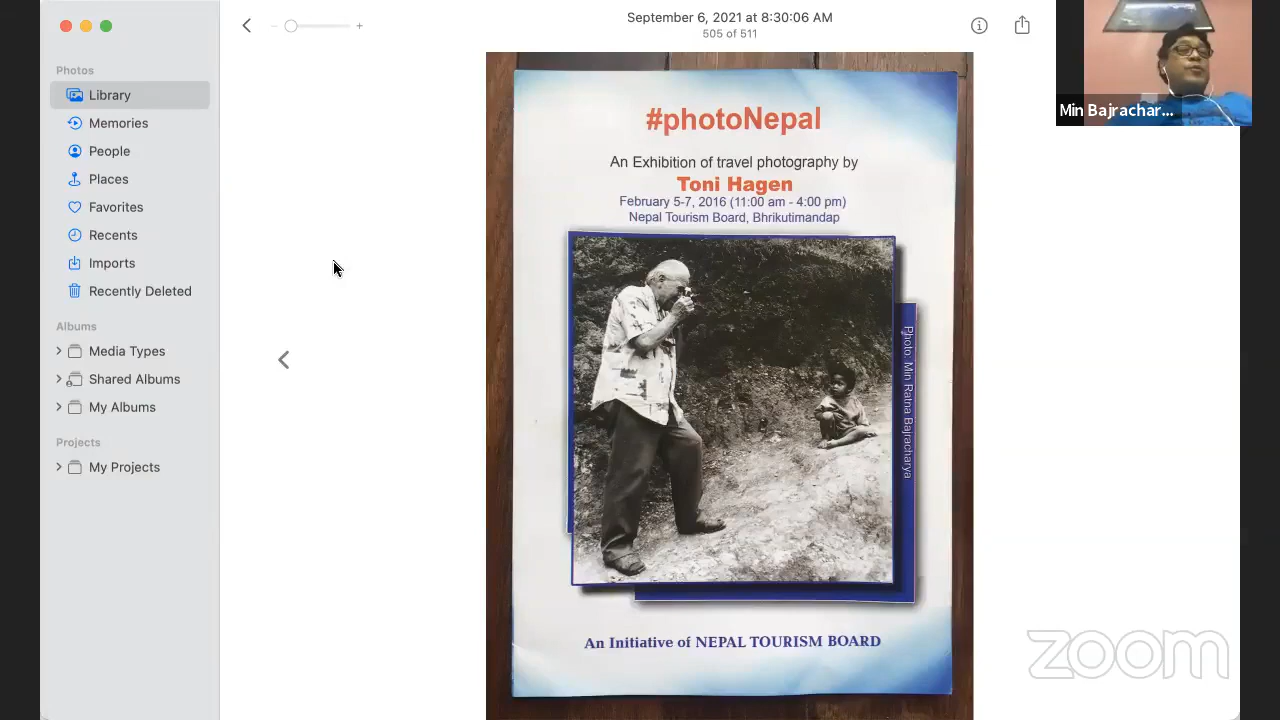 September 6, 2021 at 8:30:06 AM
505 of 511
Photos
Library
Memories
People
Places
Favorites
Recents
Imports
Recently Deleted
Albums
Media Types
Shared Albums
My Albums
Projects
My Projects
#photoNepal
An Exhibition of travel photography by
Toni Hagen
February 5-7, 2016 (11:00 am - 4:00 pm)
Nepal Tourism Board, Bhrikutimandap
Photo: Min Ratna Bajracharya
An Initiative of NEPAL TOURISM BOARD
Min Bajrachar...
zoom